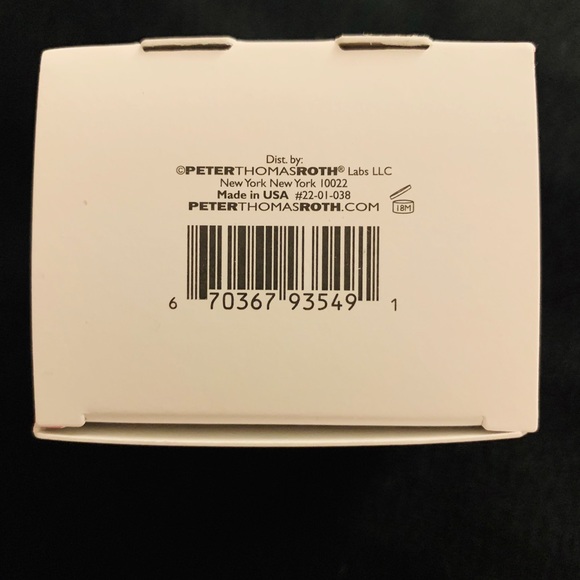 Dist. by:
©PETERTHOMASROTH® Labs LLC
New York New York 10022
Made in USA #22-01-038
PETERTHOMASROTH.COM
18M
6 70367 93549 1